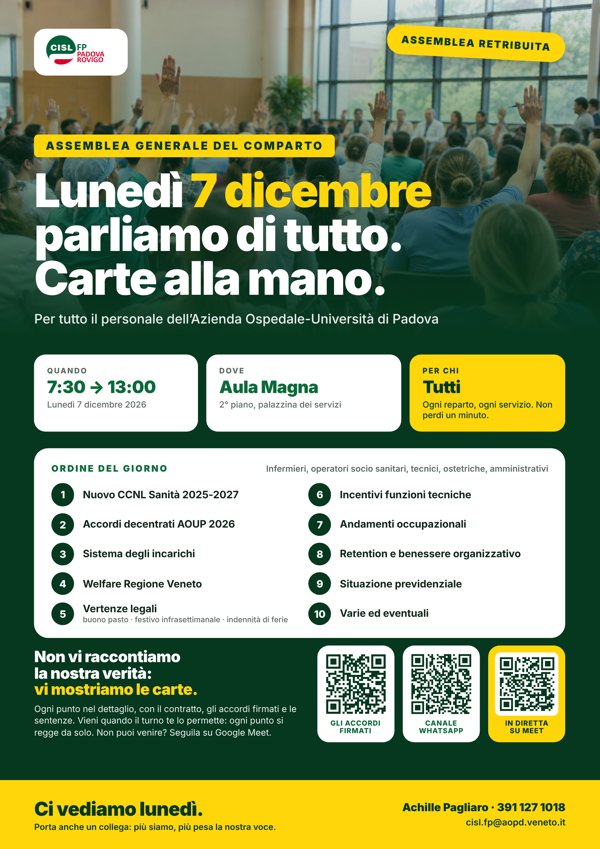 CISL FP
PADOVA
ROVIGO
ASSEMBLEA RETRIBUITA
ASSEMBLEA GENERALE DEL COMPARTO
Lunedì 7 dicembre
parliamo di tutto.
Carte alla mano.
Per tutto il personale dell'Azienda Ospedale-Università di Padova
QUANDO
7:30 → 13:00
Lunedì 7 dicembre 2026
DOVE
Aula Magna
2° piano, palazzina dei servizi
PER CHI
Tutti
Ogni reparto, ogni servizio. Non
perdi un minuto.
ORDINE DEL GIORNO
Infermieri, operatori socio sanitari, tecnici, ostetriche, amministrativi
1 Nuovo CCNL Sanità 2025-2027
2 Accordi decentrati AOUP 2026
3 Sistema degli incarichi
4 Welfare Regione Veneto
5 Vertenze legali
buono pasto · festivo infrasettimanale · indennità di ferie
6 Incentivi funzioni tecniche
7 Andamenti occupazionali
8 Retention e benessere organizzativo
9 Situazione previdenziale
10 Varie ed eventuali
Non vi raccontiamo
la nostra verità:
vi mostriamo le carte.
Ogni punto nel dettaglio, con il contratto, gli accordi firmati e le
sentenze. Vieni quando il turno te lo permette: ogni punto si
regge da solo. Non puoi venire? Seguila su Google Meet.
GLI ACCORDI
FIRMATI
CANALE
WHATSAPP
IN DIRETTA
SU MEET
Ci vediamo lunedì.
Porta anche un collega: più siamo, più pesa la nostra voce.
Achille Pagliaro · 391 127 1018
cisl.fp@aopd.veneto.it